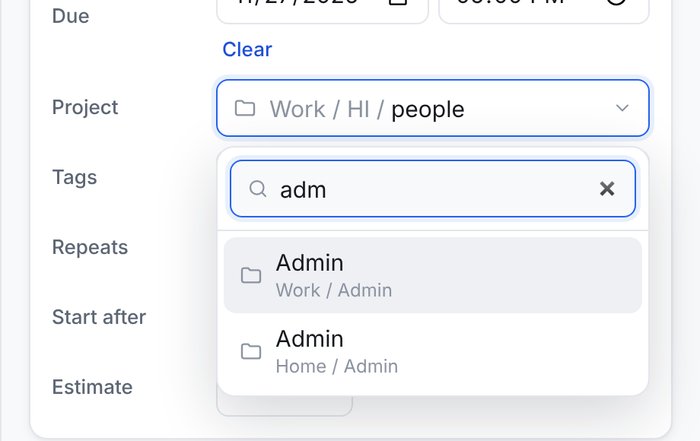 Due
Clear
Project
Work / HI / people
Tags
adm
Repeats
Admin
Work / Admin
Start after
Admin
Home / Admin
Estimate